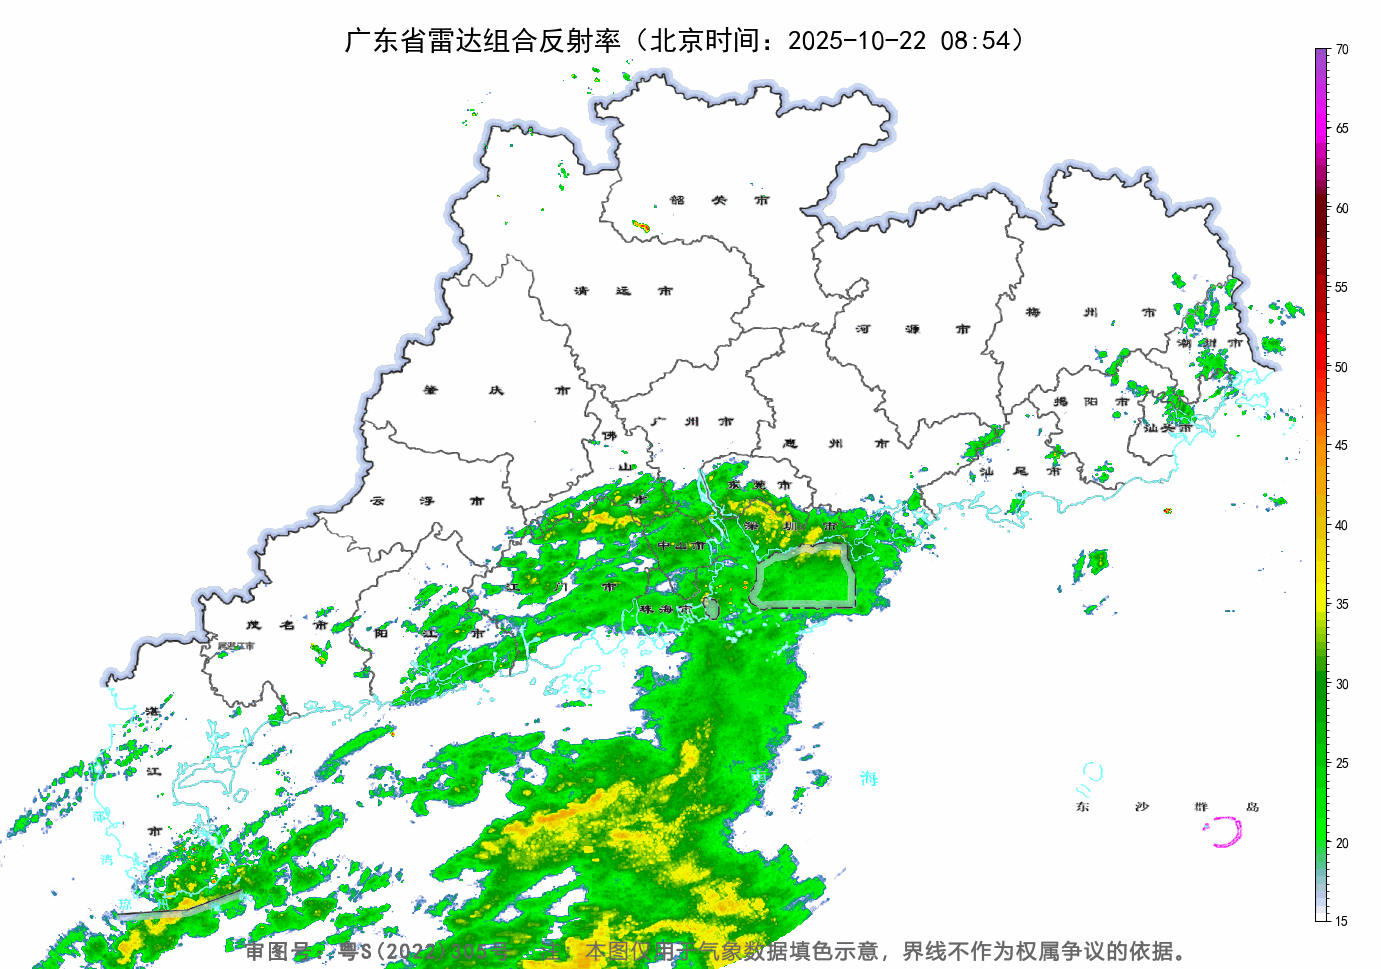 广东省雷达组合反射率（北京时间：2025-10-22 08:54）
70
65
60
55
50
45
40
35
30
25
20
15
韶关市
清远市
河源市
梅州市
潮州市
肇庆市
广州市
佛山市
惠州市
揭阳市
汕头市
汕尾市
云浮市
东莞市
深圳市
中山市
江门市
珠海市
茂名市
阳江市
湛江市
海
东沙群岛
审图号：粤S(2022)305号 注：本图仅用于气象数据填色示意，界线不作为权属争议的依据。